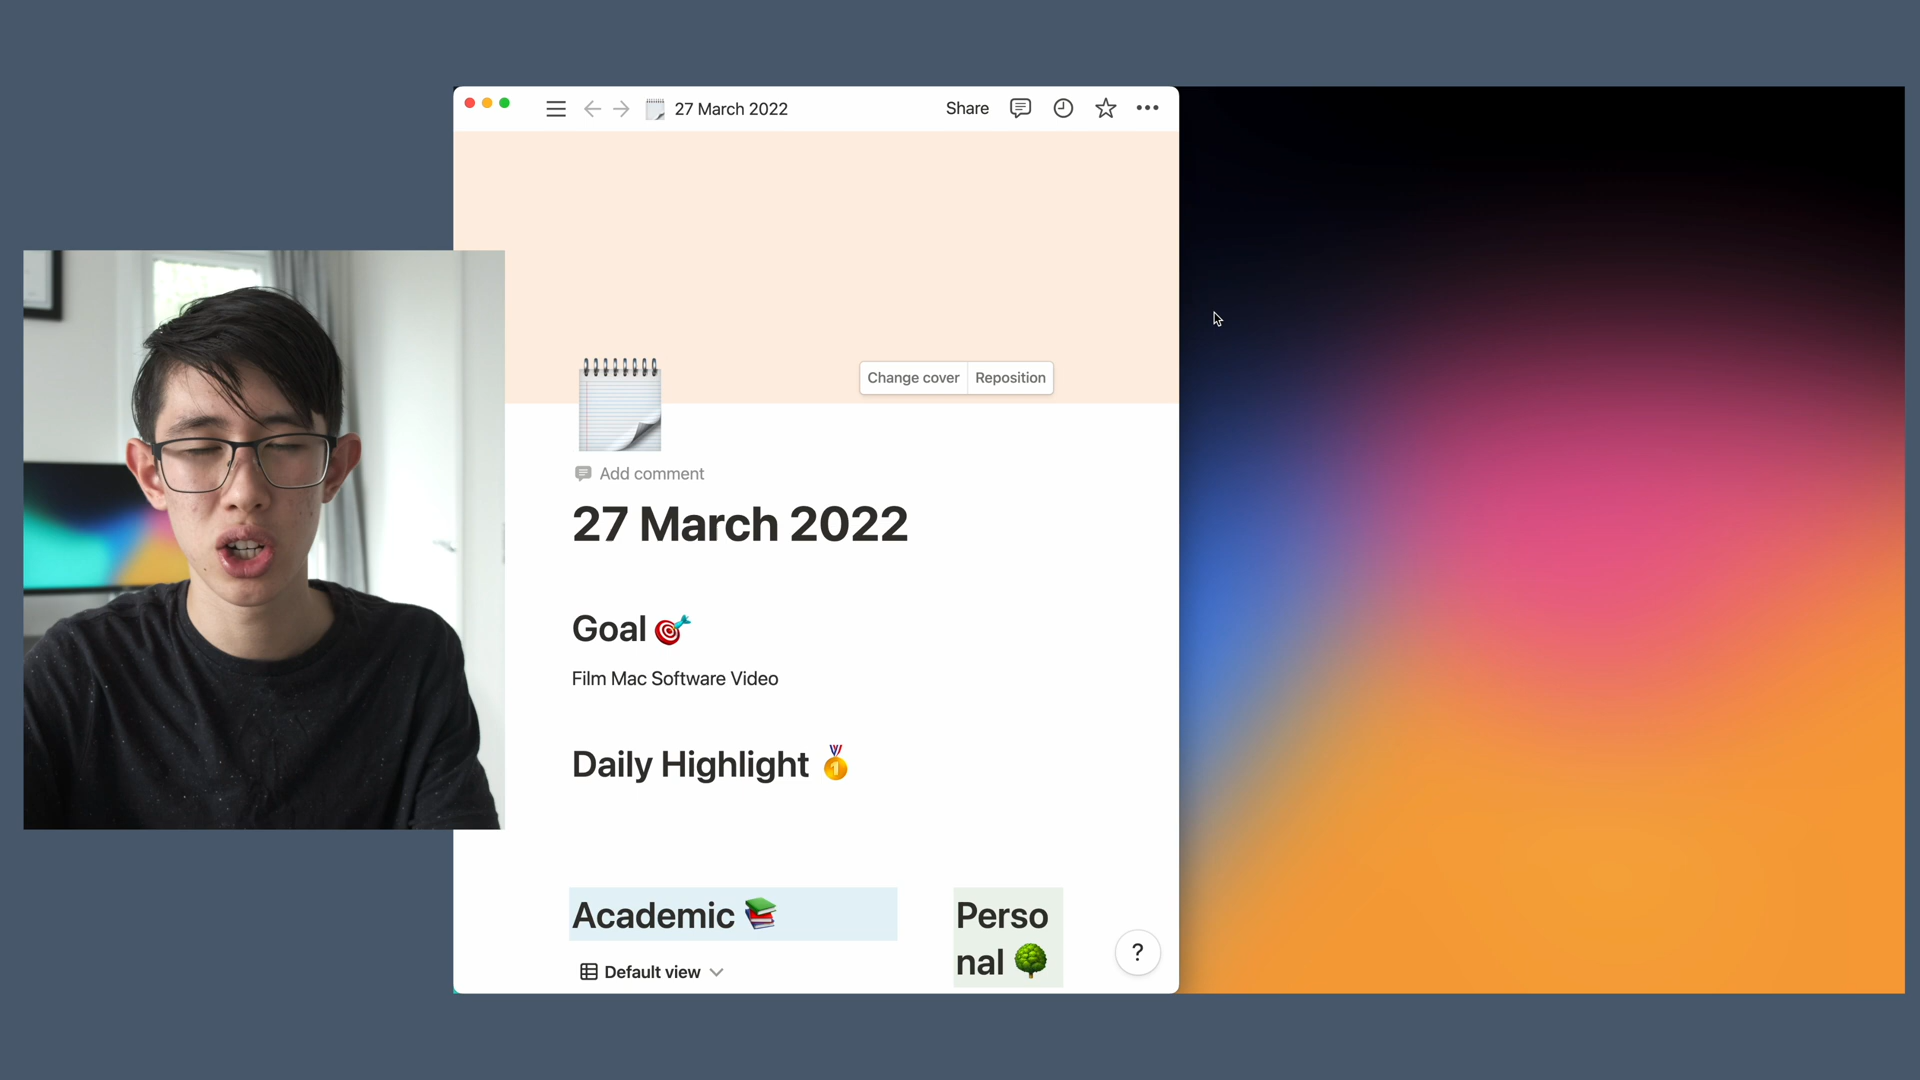 27 March 2022
Share
Change cover
Reposition
Add comment
27 March 2022
Goal
Film Mac Software Video
Daily Highlight
Academic
Perso
nal
Default view
?